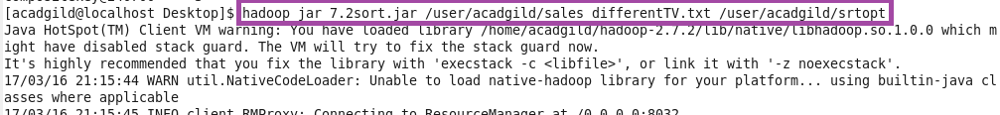 [acadgild@localhost Desktop]$ hadoop jar 7.2sort.jar /user/acadgild/sales differentTV.txt /user/acadgild/srtopt
Java HotSpot(TM) Client VM warning: You have loaded library /home/acadgild/hadoop-2.7.2/lib/native/libhadoop.so.1.0.0 which m
ight have disabled stack guard. The VM will try to fix the stack guard now.
It's highly recommended that you fix the library with 'execstack -c <libfile>', or link it with '-z noexecstack'.
17/03/16 21:15:44 WARN util.NativeCodeLoader: Unable to load native-hadoop library for your platform... using builtin-java cl
asses where applicable
17/03/16 21:15:45 INFO client.RMProxy: Connecting to ResourceManager at /0.0.0.0:8032